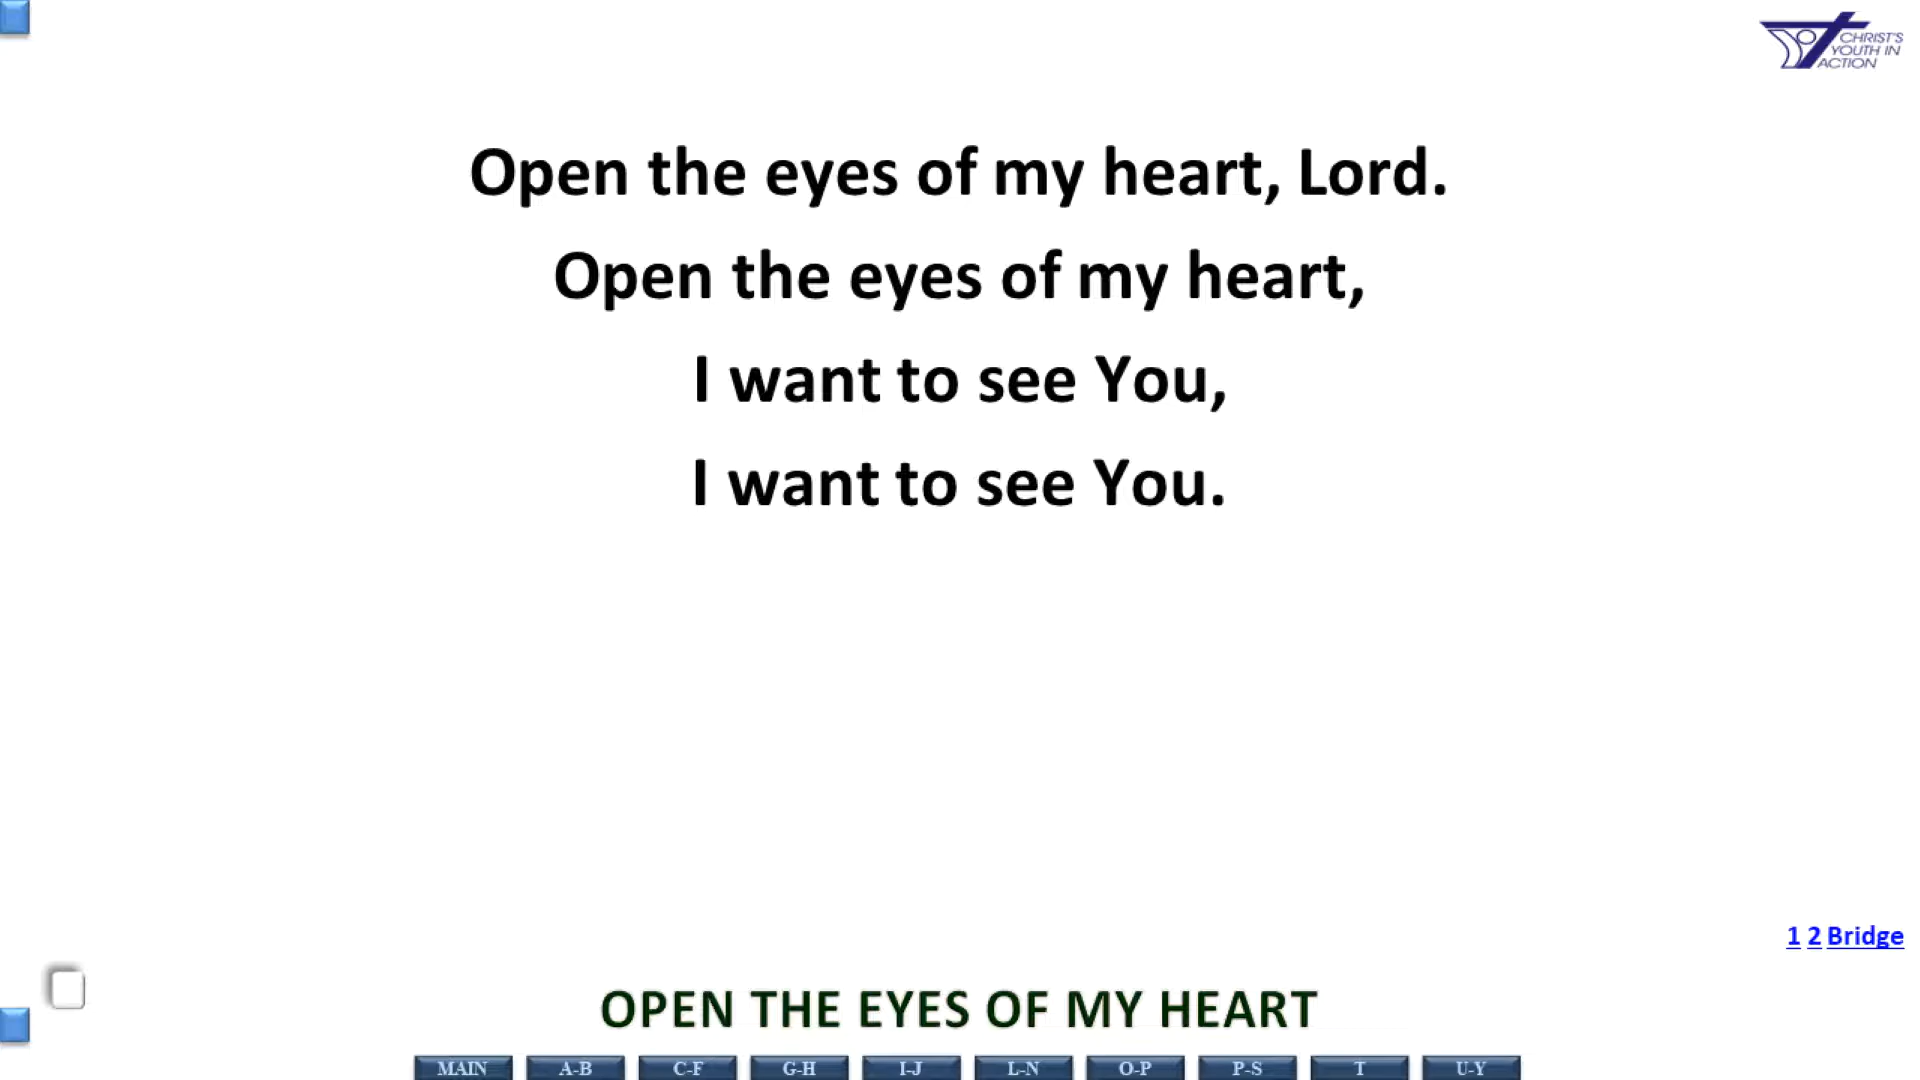 CHRIST'S
YOUTH IN
ACTION
Open the eyes of my heart, Lord.
Open the eyes of my heart,
I want to see You,
I want to see You.
1 2 Bridge
OPEN THE EYES OF MY HEART
MAIN A-B C-F G-H I-J L-N O-P P-S T U-Y